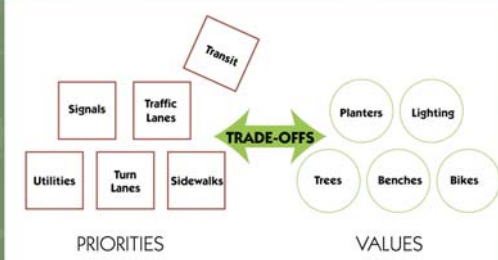 Transit
Signals
Traffic
Lanes
Planters
Lighting
TRADE-OFFS
Utilities
Turn
Lanes
Sidewalks
Trees
Benches
Bikes
PRIORITIES
VALUES